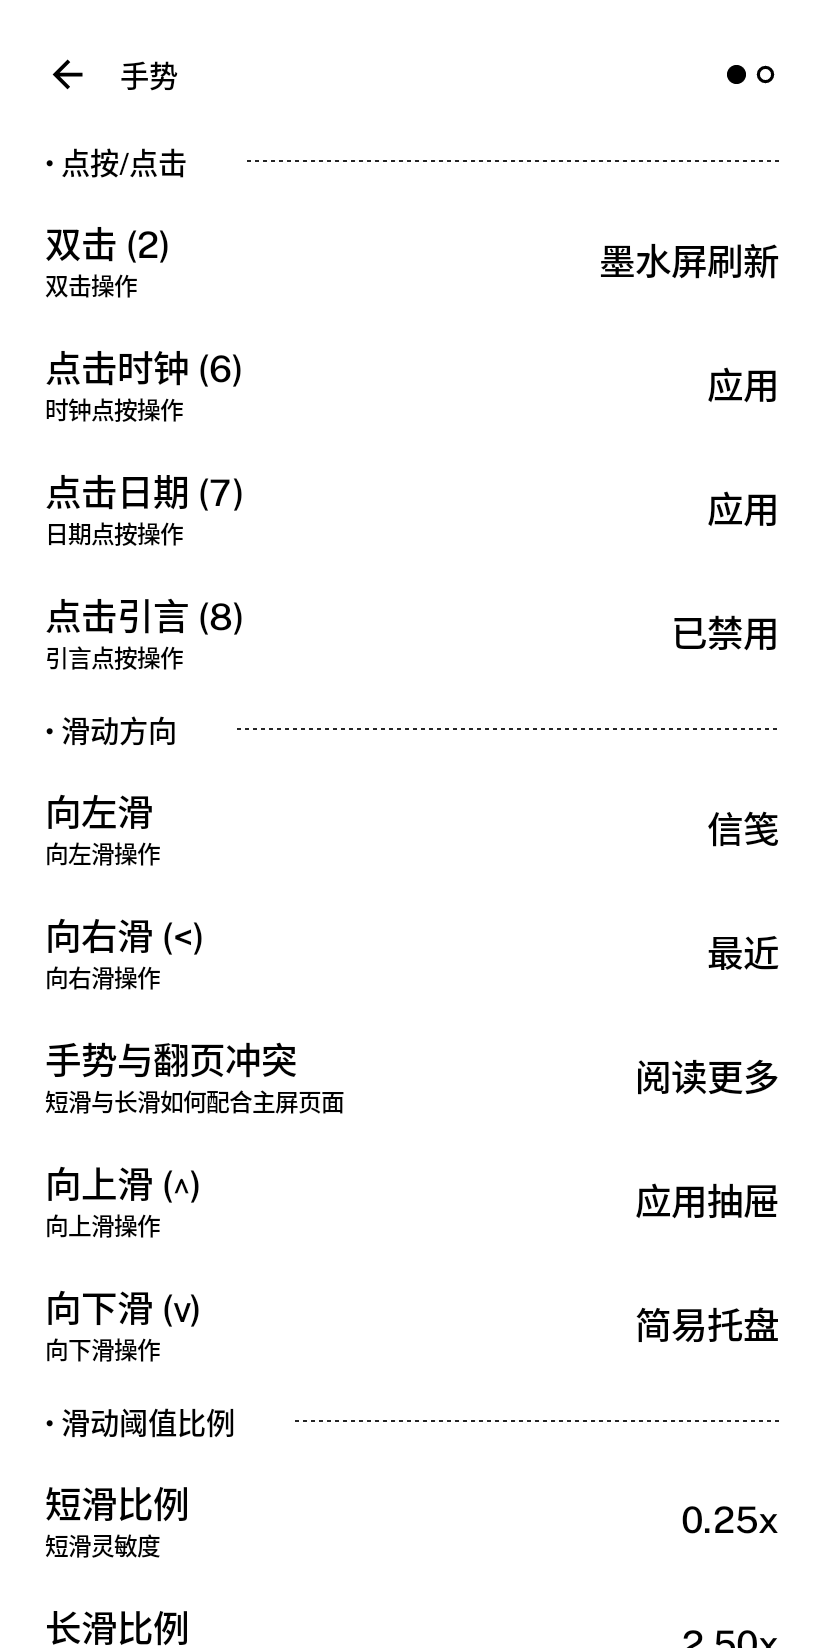 手势
• 点按/点击
双击 (2)
双击操作
墨水屏刷新
点击时钟 (6)
时钟点按操作
应用
点击日期 (7)
日期点按操作
应用
点击引言 (8)
引言点按操作
已禁用
• 滑动方向
向左滑
向左滑操作
信笺
向右滑 (<)
向右滑操作
最近
手势与翻页冲突
短滑与长滑如何配合主屏页面
阅读更多
向上滑 (^)
向上滑操作
应用抽屉
向下滑 (v)
向下滑操作
简易托盘
• 滑动阈值比例
短滑比例
短滑灵敏度
0.25x
长滑比例
2.50x